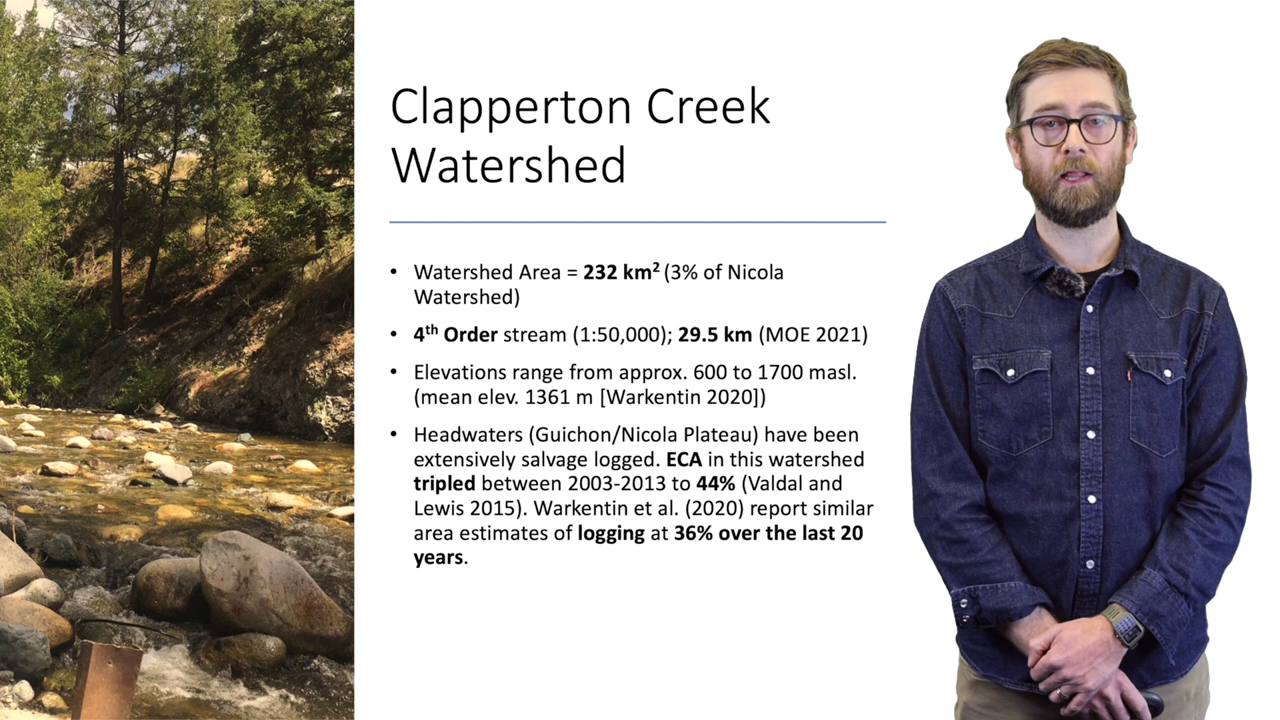 Clapperton Creek
Watershed
• Watershed Area = 232 km² (3% of Nicola
Watershed)
• 4th Order stream (1:50,000); 29.5 km (MOE 2021)
• Elevations range from approx. 600 to 1700 masl.
(mean elev. 1361 m [Warkentin 2020])
• Headwaters (Guichon/Nicola Plateau) have been
extensively salvage logged. ECA in this watershed
tripled between 2003-2013 to 44% (Valdal and
Lewis 2015). Warkentin et al. (2020) report similar
area estimates of logging at 36% over the last 20
years.